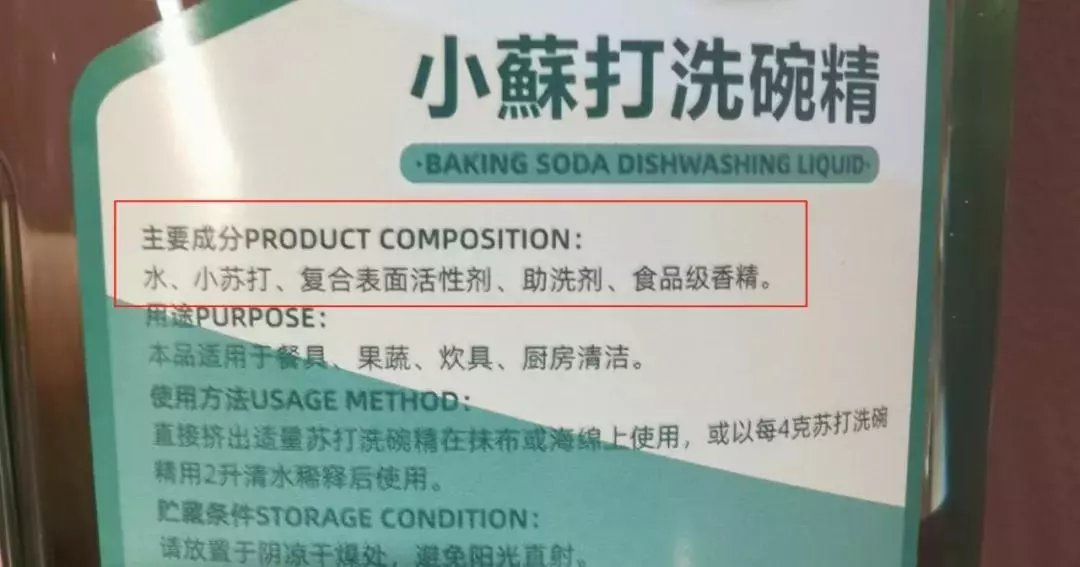 小蘇打洗碗精
·BAKING SODA DISHWASHING LIQUID·
主要成分PRODUCT COMPOSITION：
水、小苏打、复合表面活性剂、助洗剂、食品级香精。
用途PURPOSE：
本品适用于餐具、果蔬、炊具、厨房清洁。
使用方法USAGE METHOD：
直接挤出适量苏打洗碗精在抹布或海绵上使用，或以每4克苏打洗碗
精用2升清水稀释后使用。
贮藏条件STORAGE CONDITION：
请放置于阴凉干燥处，避免阳光直射。